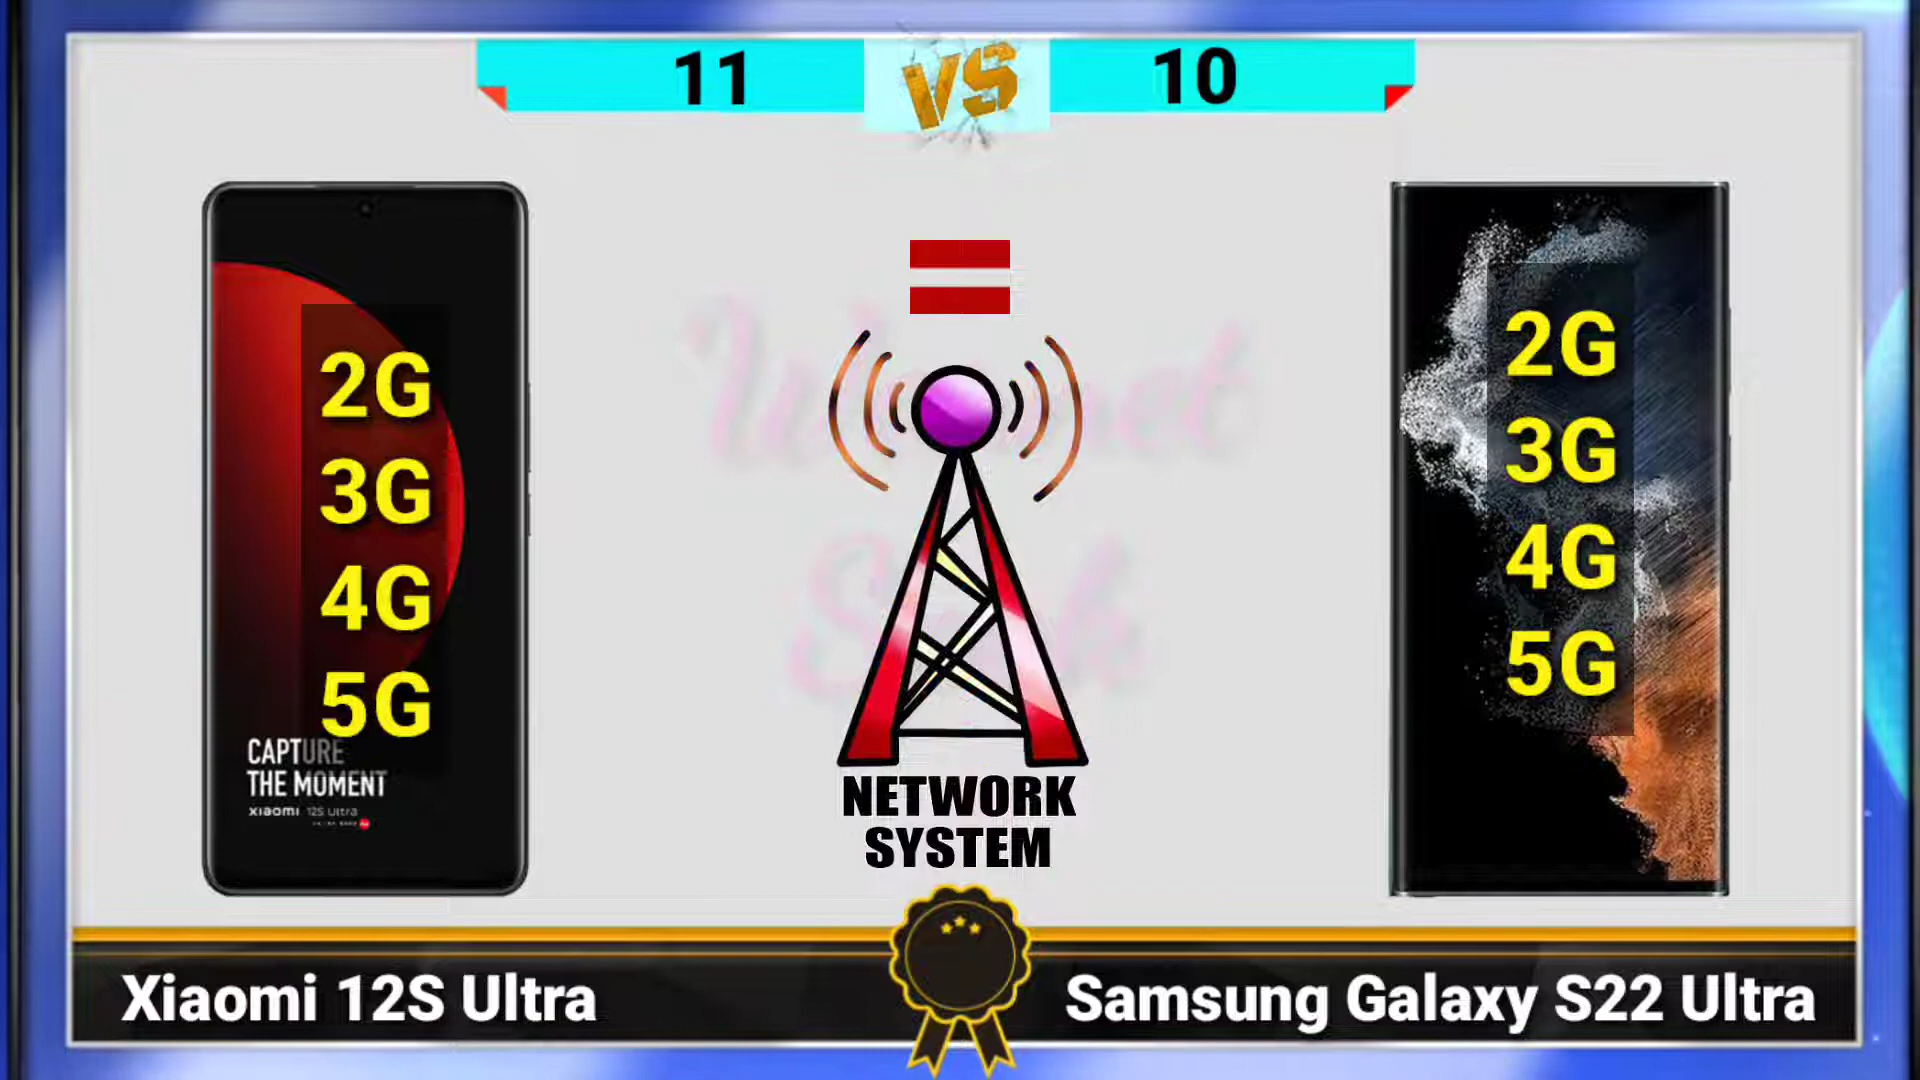 11
VS
10
2G
3G
4G
5G
CAPTURE
THE MOMENT
xiaomi 12S Ultra
2G
3G
4G
5G
NETWORK
SYSTEM
Xiaomi 12S Ultra
Samsung Galaxy S22 Ultra